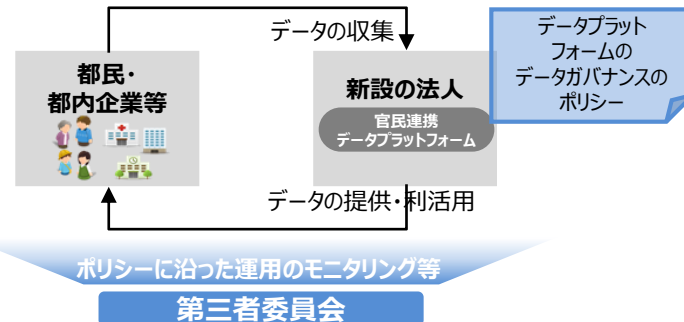 データの収集
データプラット
フォームの
データガバナンスの
ポリシー
都民・
都内企業等
新設の法人
官民連携
データプラットフォーム
データの提供・利活用
ポリシーに沿った運用のモニタリング等
第三者委員会